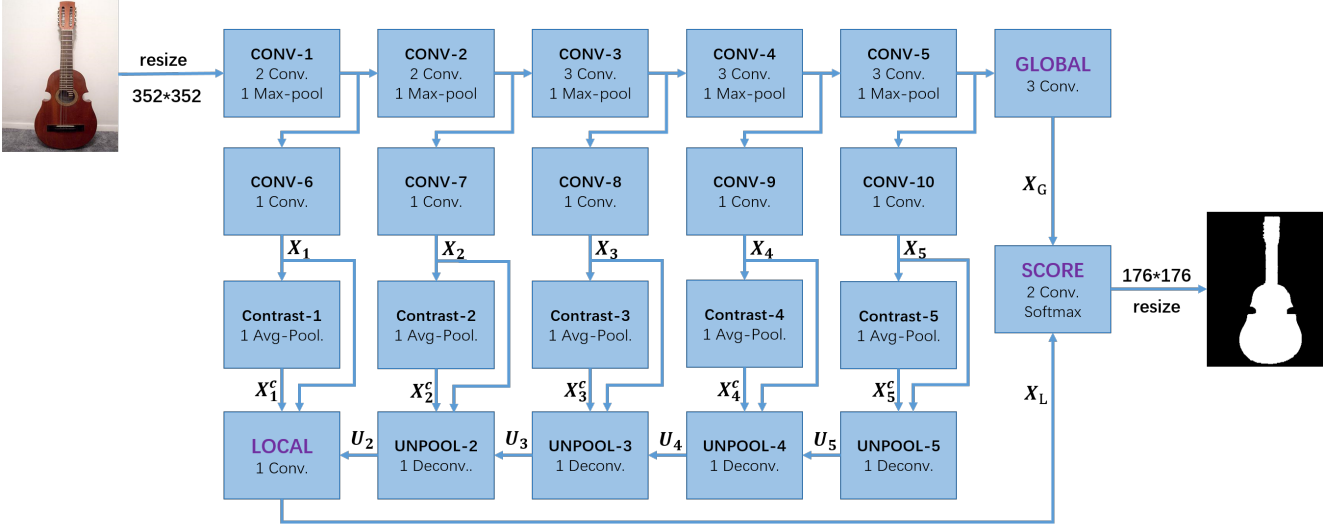 resize
352*352
CONV-1
2 Conv.
1 Max-pool
CONV-2
2 Conv.
1 Max-pool
CONV-3
3 Conv.
1 Max-pool
CONV-4
3 Conv.
1 Max-pool
CONV-5
3 Conv.
1 Max-pool
GLOBAL
3 Conv.
CONV-6
1 Conv.
CONV-7
1 Conv.
CONV-8
1 Conv.
CONV-9
1 Conv.
CONV-10
1 Conv.
X_G
X_1
X_2
X_3
X_4
X_5
Contrast-1
1 Avg-Pool.
Contrast-2
1 Avg-Pool.
Contrast-3
1 Avg-Pool.
Contrast-4
1 Avg-Pool.
Contrast-5
1 Avg-Pool.
SCORE
2 Conv.
Softmax
176*176
resize
X_1^c
X_2^c
X_3^c
X_4^c
X_5^c
X_L
LOCAL
1 Conv.
U_2
UNPOOL-2
1 Deconv..
U_3
UNPOOL-3
1 Deconv.
U_4
UNPOOL-4
1 Deconv.
U_5
UNPOOL-5
1 Deconv.